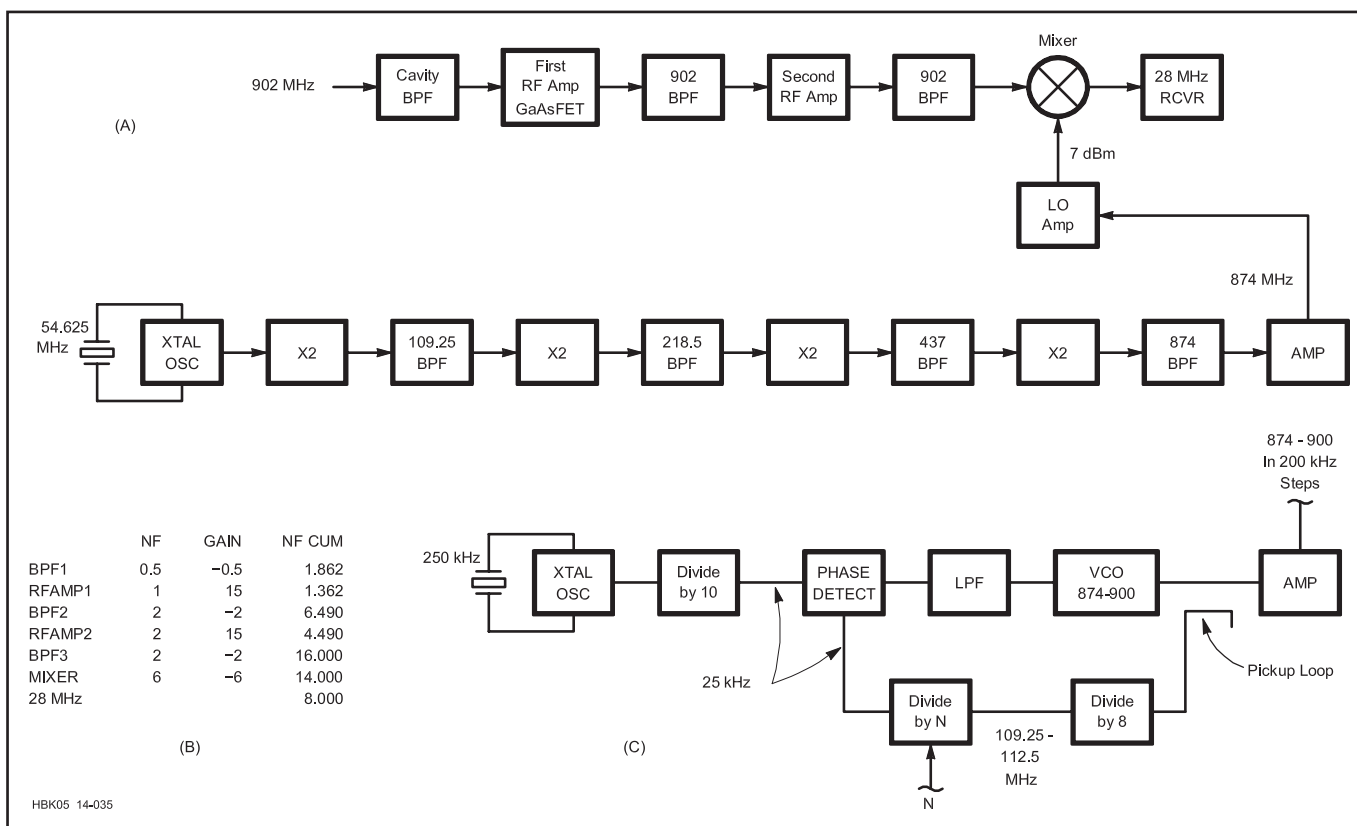 Mixer
902 MHz
Cavity
BPF
First
RF Amp
GaAsFET
902
BPF
Second
RF Amp
902
BPF
28 MHz
RCVR
(A)
7 dBm
LO
Amp
874 MHz
54.625
MHz
XTAL
OSC
X2
109.25
BPF
X2
218.5
BPF
X2
437
BPF
X2
874
BPF
AMP
874 - 900
In 200 kHz
Steps
NF GAIN NF CUM
BPF1 0.5 −0.5 1.862
RFAMP1 1 15 1.362
BPF2 2 −2 6.490
RFAMP2 2 15 4.490
BPF3 2 −2 16.000
MIXER 6 −6 14.000
28 MHz 8.000
(B)
250 kHz
XTAL
OSC
Divide
by 10
PHASE
DETECT
LPF
VCO
874-900
AMP
25 kHz
Pickup Loop
Divide
by N
Divide
by 8
109.25 -
112.5
MHz
N
(C)
HBK05 14-035